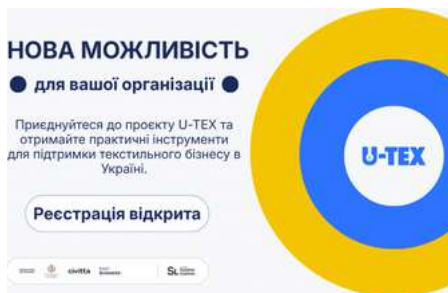 НОВА МОЖЛИВІСТЬ
для вашої організації
Приєднуйтеся до проєкту U-TEX та
отримайте практичні інструменти
для підтримки текстильного бізнесу в
Україні.
U-TEX
Реєстрація відкрита
civitta